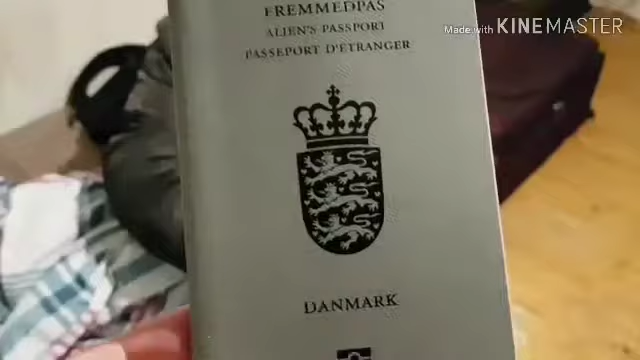 FREMMEDPAS
ALIEN'S PASSPORT
PASSEPORT D'ÉTRANGER
Made with KINEMASTER
DANMARK